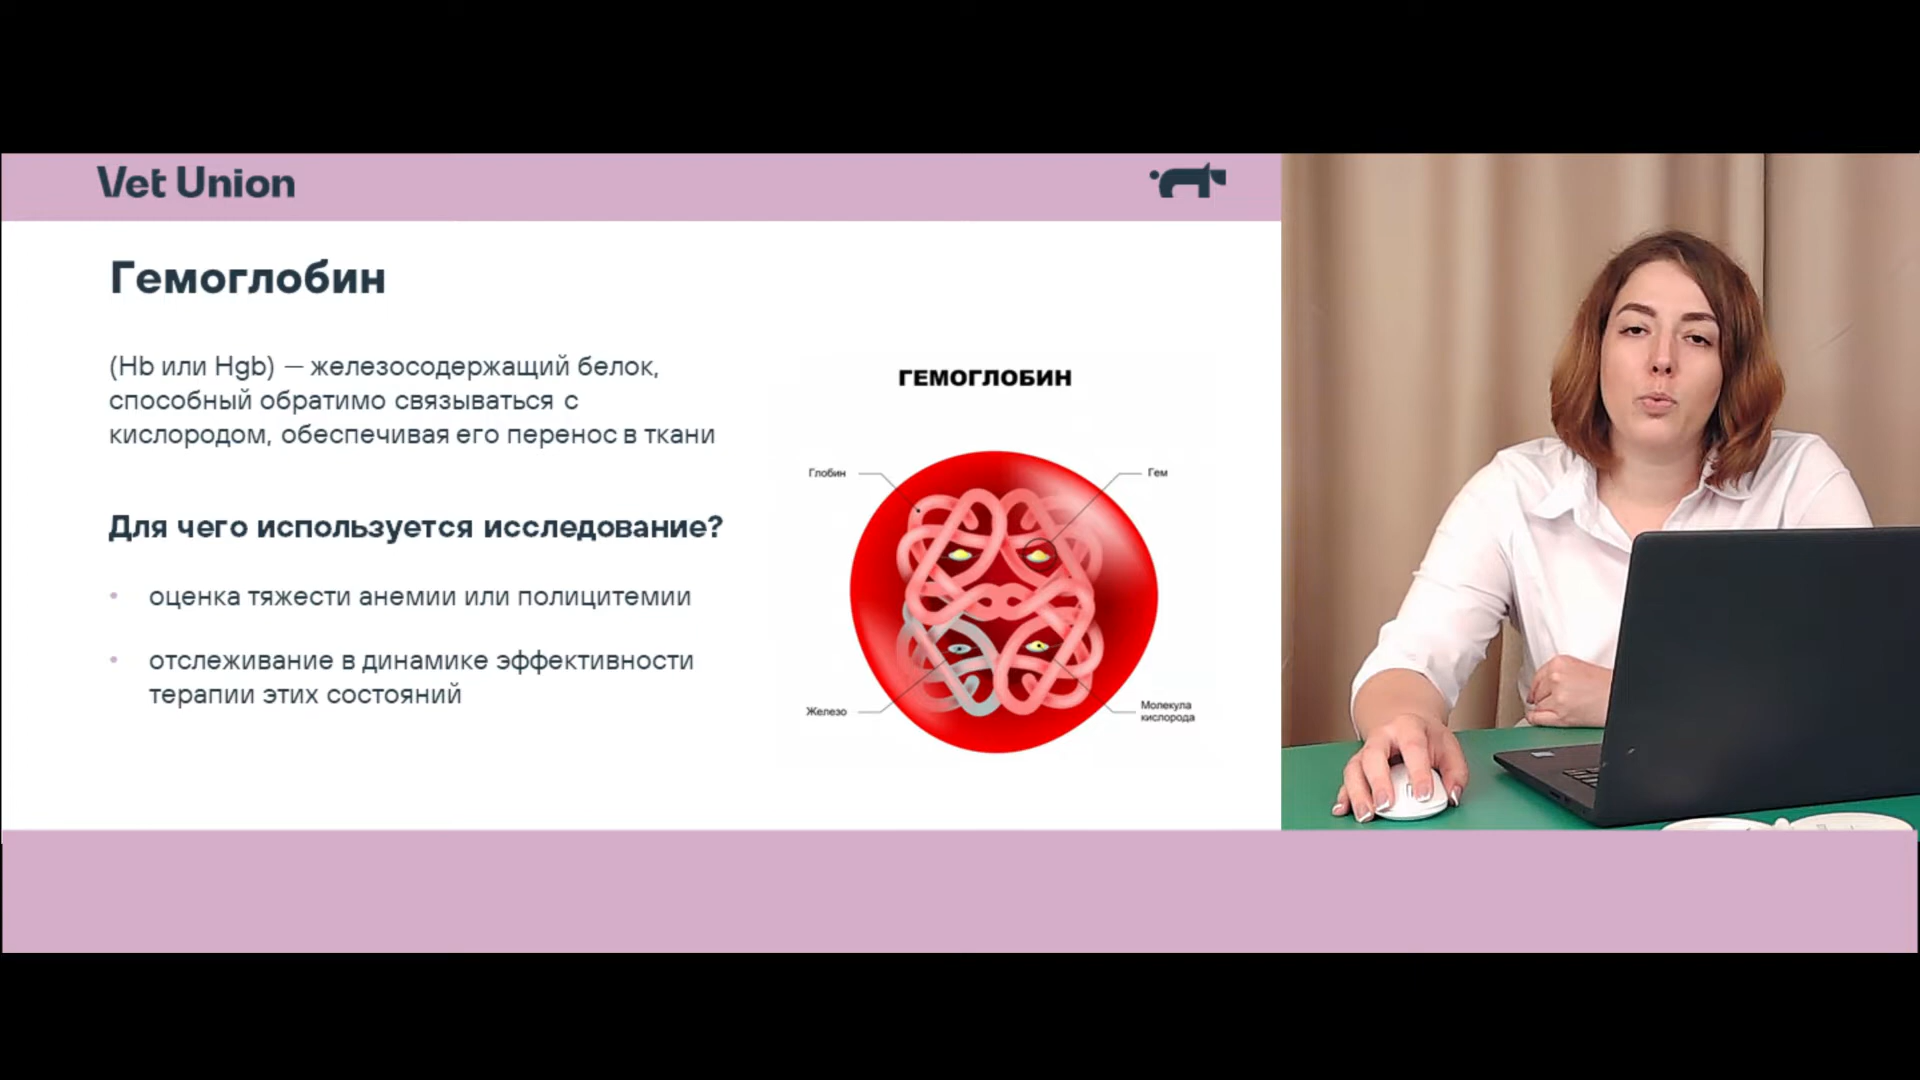 Vet Union
Гемоглобин
(Hb или Hgb) — железосодержащий белок,
способный обратимо связываться с
кислородом, обеспечивая его перенос в ткани
Для чего используется исследование?
• оценка тяжести анемии или полицитемии
• отслеживание в динамике эффективности
терапии этих состояний
ГЕМОГЛОБИН
Глобин
Гем
Железо
Молекула
кислорода